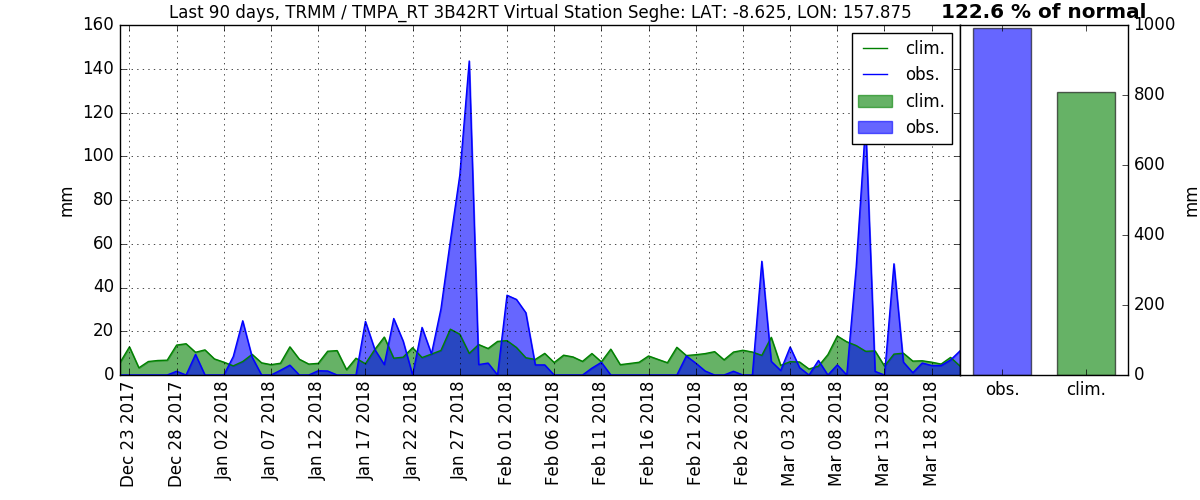 Last 90 days, TRMM / TMPA_RT 3B42RT Virtual Station Seghe: LAT: -8.625, LON: 157.875
122.6 % of normal
160
140
120
100
80
60
40
20
0
mm
clim.
obs.
clim.
obs.
1000
800
600
400
200
0
mm
Dec 23 2017
Dec 28 2017
Jan 02 2018
Jan 07 2018
Jan 12 2018
Jan 17 2018
Jan 22 2018
Jan 27 2018
Feb 01 2018
Feb 06 2018
Feb 11 2018
Feb 16 2018
Feb 21 2018
Feb 26 2018
Mar 03 2018
Mar 08 2018
Mar 13 2018
Mar 18 2018
obs.
clim.